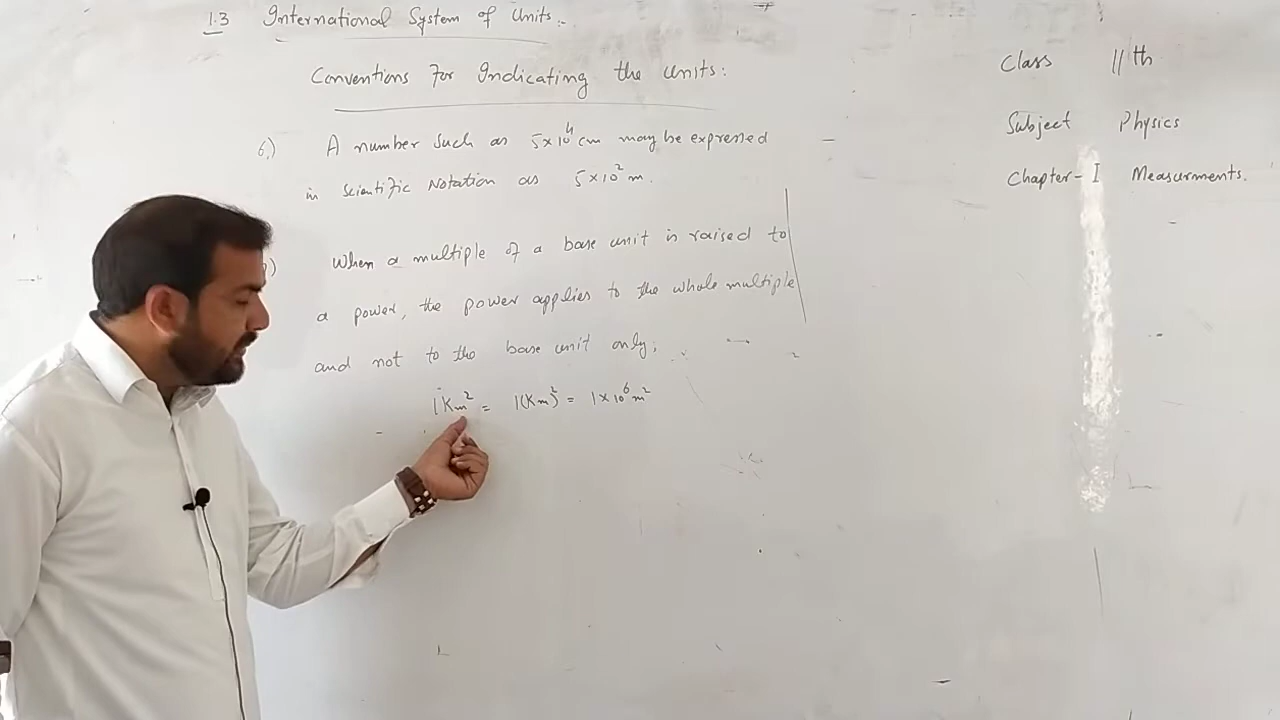 1.3 International System of Units.
Conventions For Indicating the units:
6.) A number Such as 5×10⁴ cm may be expressed
in Scientific Notation as 5×10² m.
) When a multiple of a base unit is raised to
a power, the power applies to the whole multiple
and not to the base unit only;
1Km² = 1(Km)² = 1×10⁶ m²
Class 11th
Subject Physics
Chapter-I Measurments.